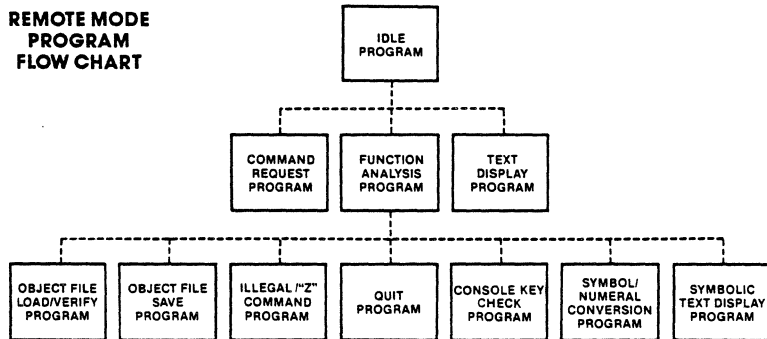 REMOTE MODE
PROGRAM
FLOW CHART
IDLE
PROGRAM
COMMAND
REQUEST
PROGRAM
FUNCTION
ANALYSIS
PROGRAM
TEXT
DISPLAY
PROGRAM
OBJECT FILE
LOAD/VERIFY
PROGRAM
OBJECT FILE
SAVE
PROGRAM
ILLEGAL/"Z"
COMMAND
PROGRAM
QUIT
PROGRAM
CONSOLE KEY
CHECK
PROGRAM
SYMBOL/
NUMERAL
CONVERSION
PROGRAM
SYMBOLIC
TEXT DISPLAY
PROGRAM